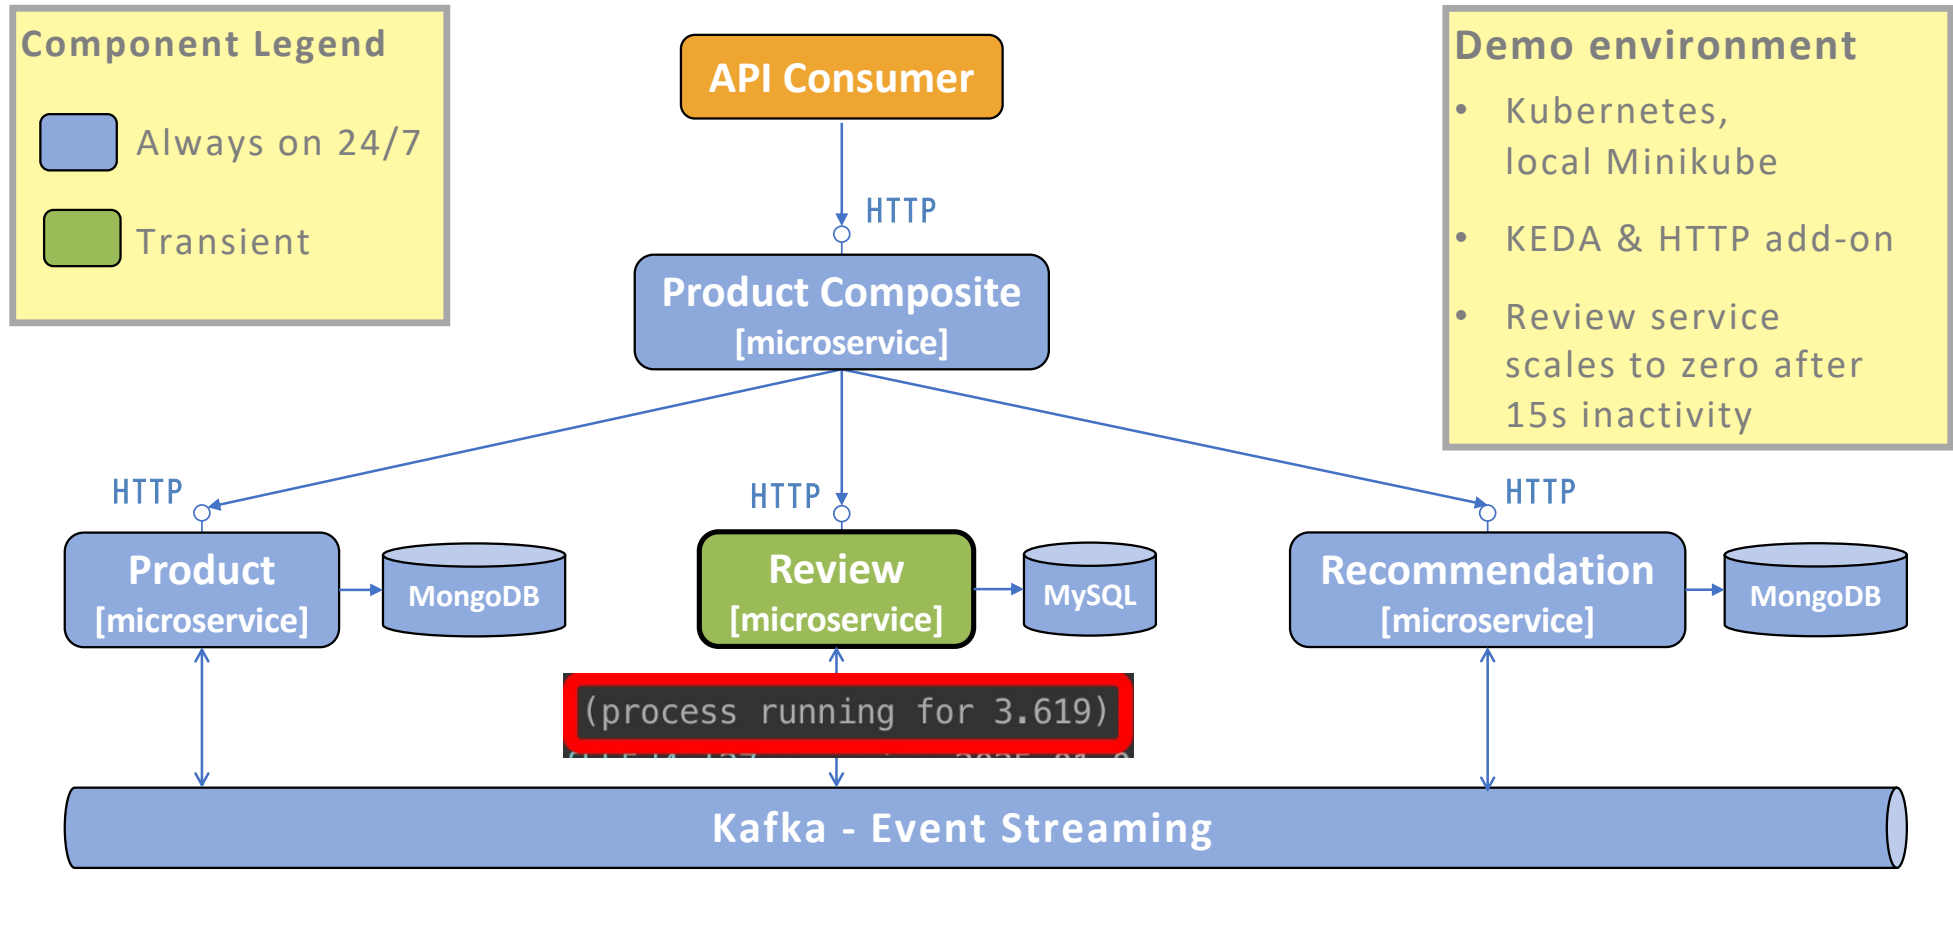 Component Legend
Always on 24/7
Transient
API Consumer
HTTP
Product Composite
[microservice]
Demo environment
• Kubernetes,
local Minikube
• KEDA & HTTP add-on
• Review service
scales to zero after
15s inactivity
HTTP
HTTP
HTTP
Product
[microservice]
MongoDB
Review
[microservice]
MySQL
Recommendation
[microservice]
MongoDB
(process running for 3.619)
Kafka - Event Streaming